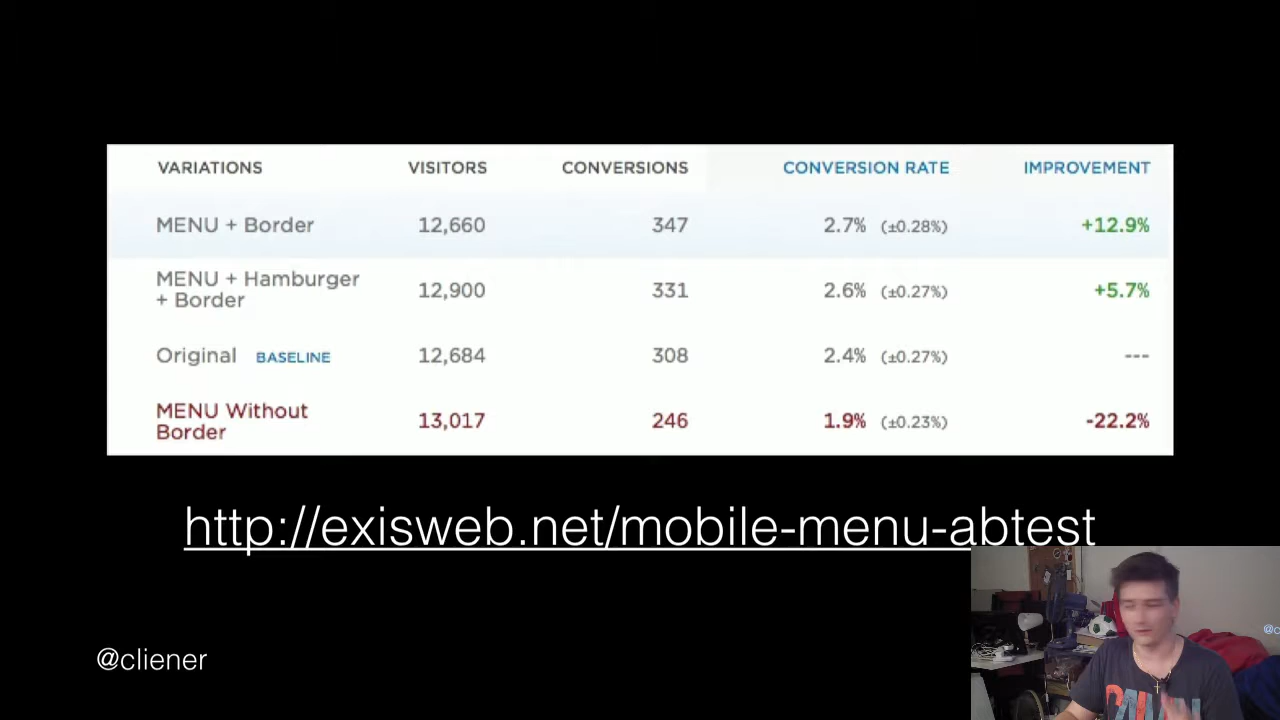 VARIATIONS VISITORS CONVERSIONS CONVERSION RATE IMPROVEMENT
MENU + Border 12,660 347 2.7% (±0.28%) +12.9%
MENU + Hamburger
+ Border 12,900 331 2.6% (±0.27%) +5.7%
Original BASELINE 12,684 308 2.4% (±0.27%) ---
MENU Without
Border 13,017 246 1.9% (±0.23%) -22.2%
http://exisweb.net/mobile-menu-abtest
@cliener